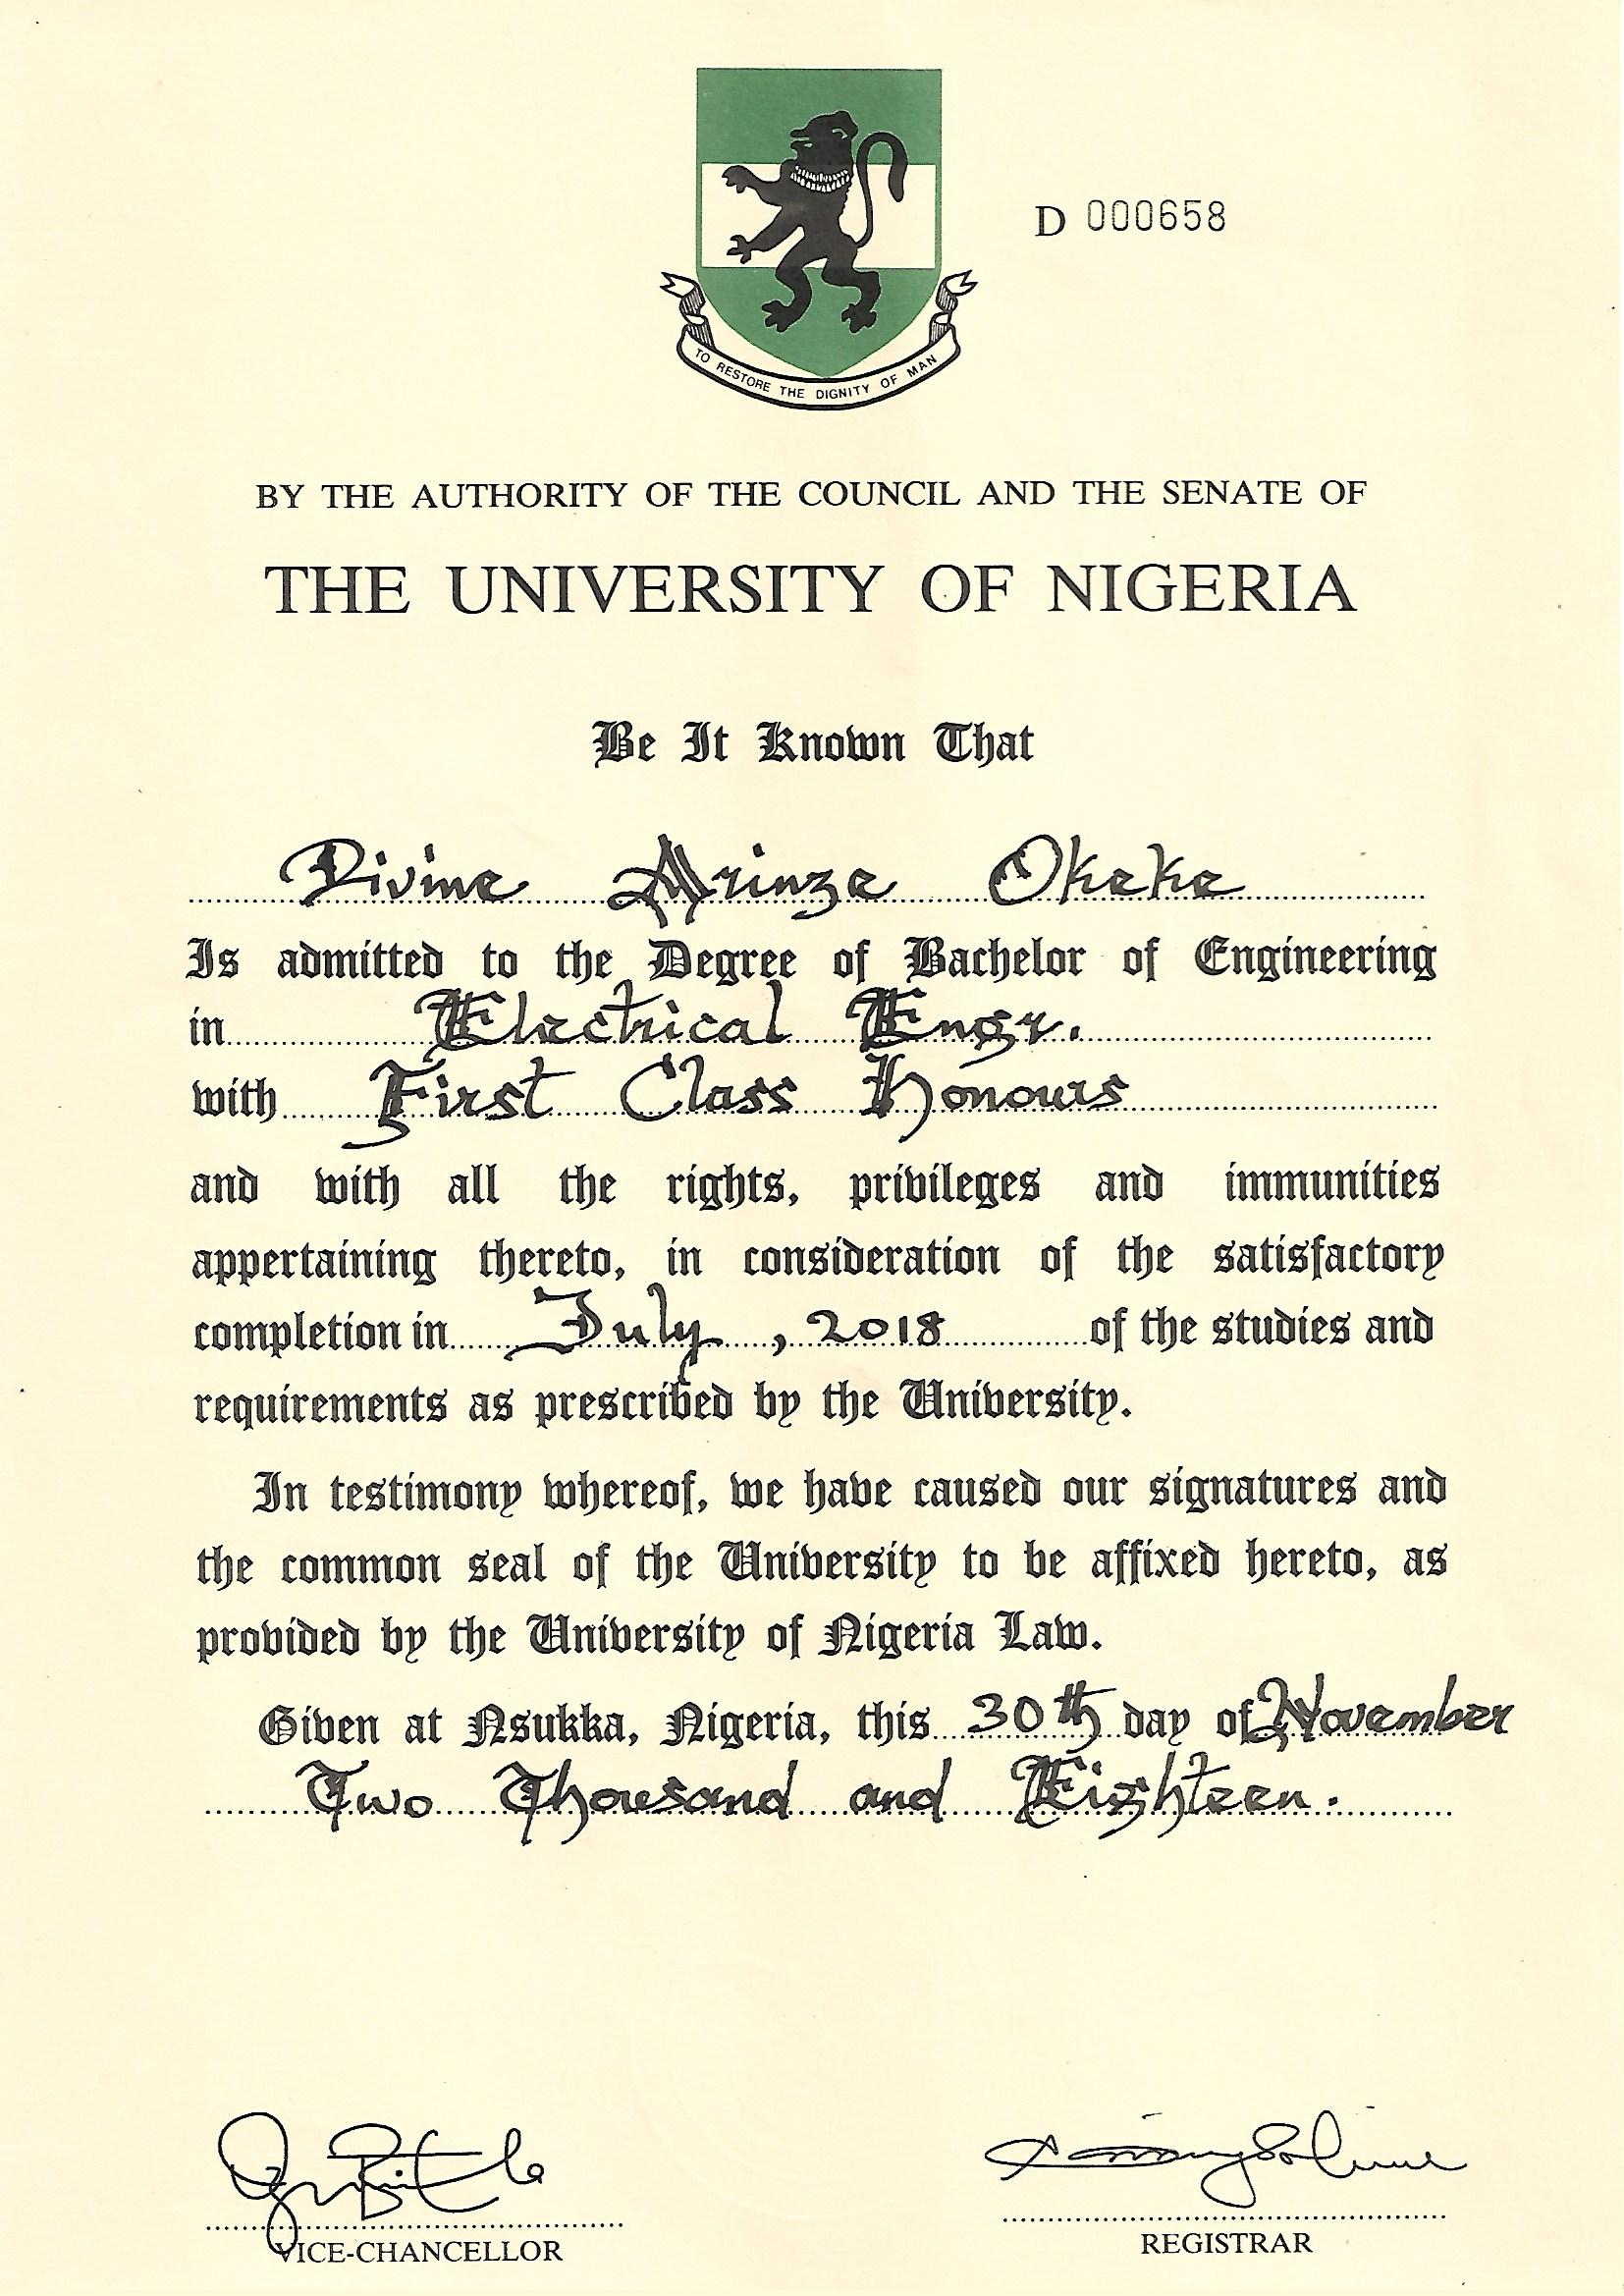 D 000658
TO RESTORE THE DIGNITY OF MAN
BY THE AUTHORITY OF THE COUNCIL AND THE SENATE OF
THE UNIVERSITY OF NIGERIA
Be It Known That
Divine Arinze Okeke
Is admitted to the Degree of Bachelor of Engineering
in Electrical Engr.
with First Class Honours
and with all the rights, privileges and immunities
appertaining thereto, in consideration of the satisfactory
completion in July, 2018 of the studies and
requirements as prescribed by the University.
In testimony whereof, we have caused our signatures and
the common seal of the University to be affixed hereto, as
provided by the University of Nigeria Law.
Given at Nsukka, Nigeria, this 30th day of November
Two Thousand and Eighteen.
VICE-CHANCELLOR
REGISTRAR